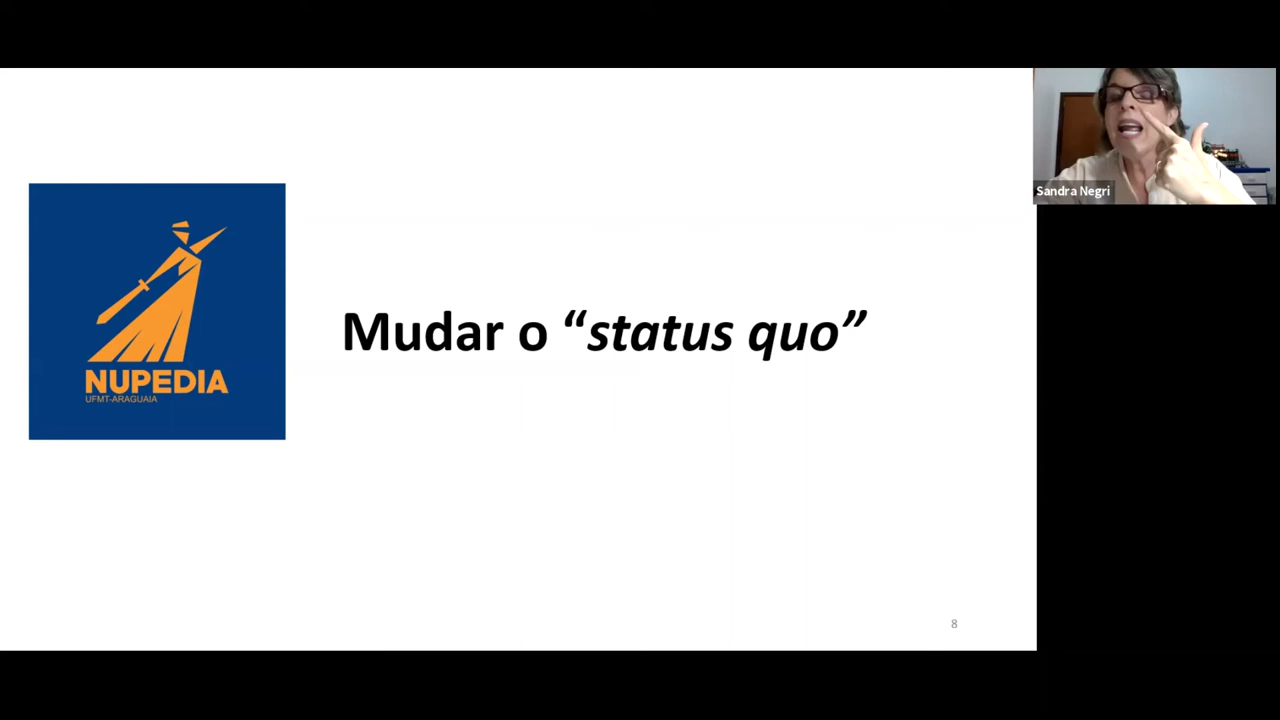 Sandra Negri
Mudar o “status quo”
NUPEDIA
UFMT-ARAGUAIA
8